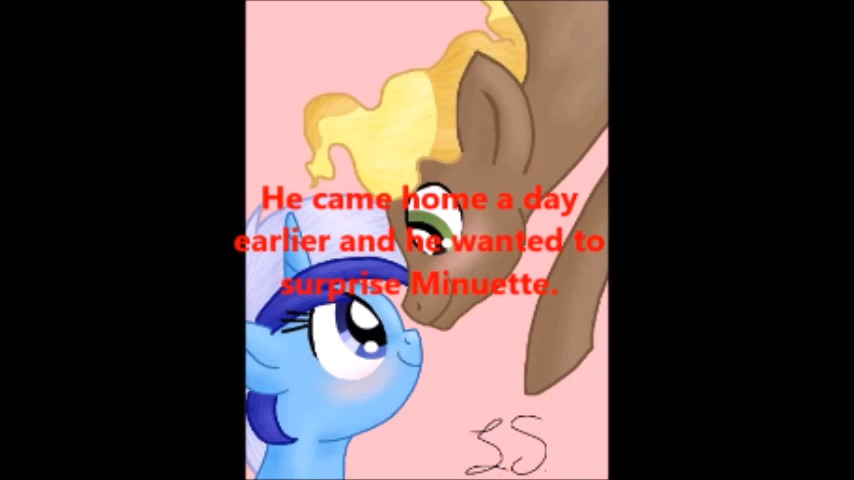 He came home a day
earlier and he wanted to
surprise Minuette.